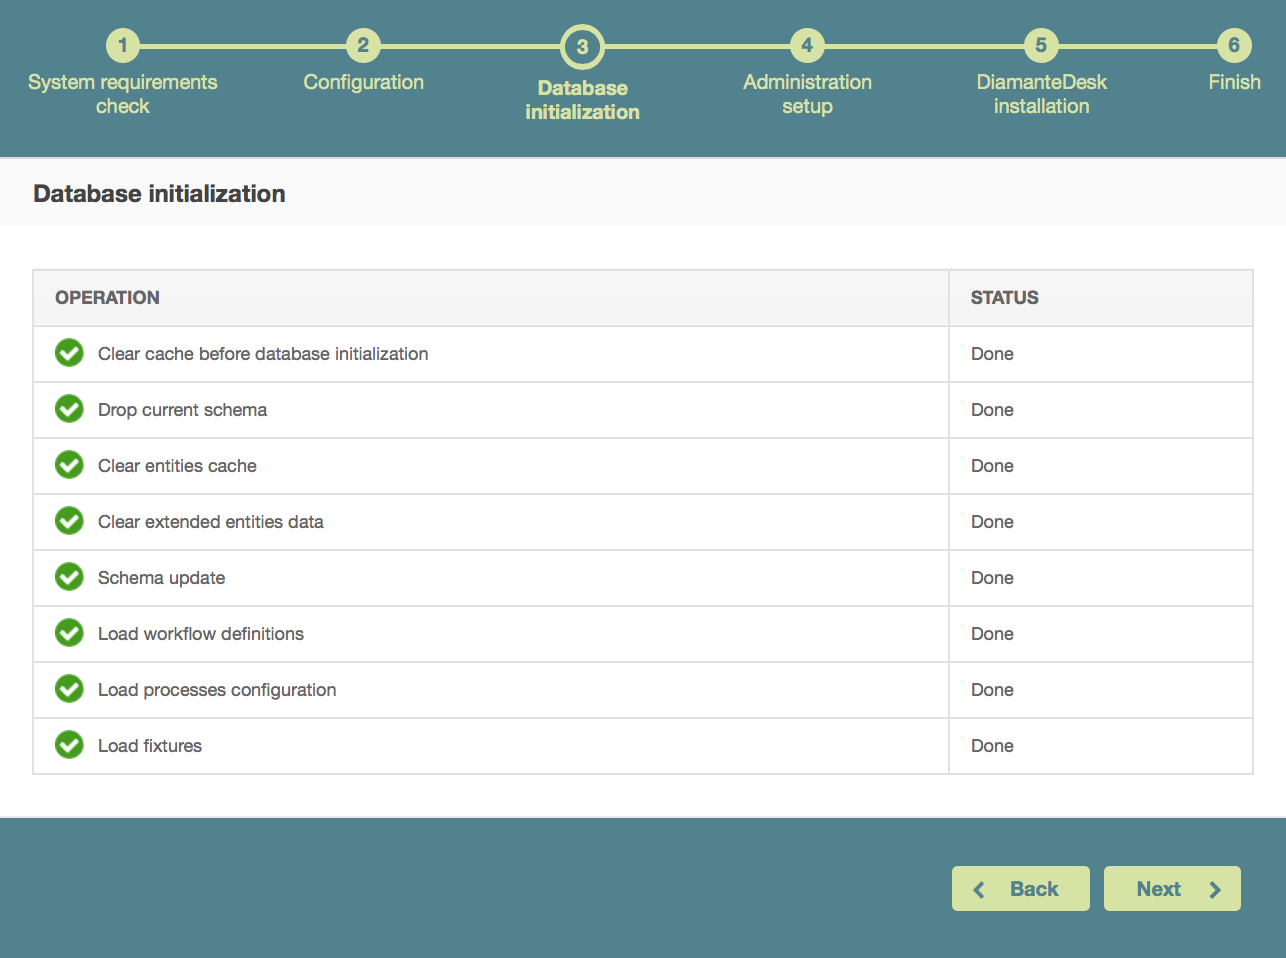 1 2 3 4 5 6
System requirements
check
Configuration
Database
initialization
Administration
setup
DiamanteDesk
installation
Finish
Database initialization
OPERATION STATUS
Clear cache before database initialization Done
Drop current schema Done
Clear entities cache Done
Clear extended entities data Done
Schema update Done
Load workflow definitions Done
Load processes configuration Done
Load fixtures Done
Back Next